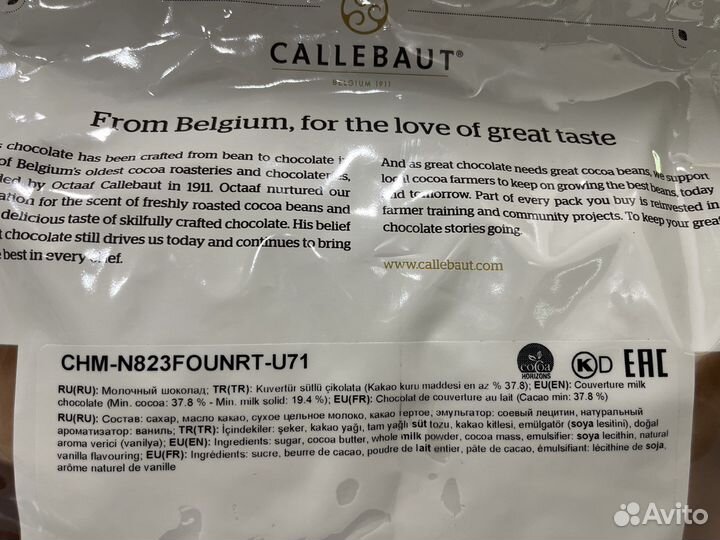 CALLEBAUT®
BELGIUM 1911
From Belgium, for the love of great taste
chocolate has been crafted from bean to chocolate
of Belgium's oldest cocoa roasteries and
by Octaaf Callebaut in 1911. Octaaf nurtured our
for the scent of freshly roasted cocoa beans and
delicious taste of skilfully crafted chocolate. His belief
chocolate still drives us today and continues to bring
best in every
And as great chocolate needs great cocoa beans, we support
local cocoa farmers to keep on growing the best beans, today
and tomorrow. Part of every pack you buy is reinvested in
farmer training and community projects. To keep your great
chocolate stories going.
www.callebaut.com
CHM-N823FOUNRT-U71
cocoa
HORIZONS
K D EAC
RU(RU): Молочный шоколад; TR(TR): Kuvertür sütlü çikolata (Kakao kuru maddesi en az % 37.8); EU(EN): Couverture milk
chocolate (Min. cocoa: 37.8 % - Min. milk solid: 19.4 %); EU(FR): Chocolat de couverture au lait (Cacao min: 37.8 %)
RU(RU): Состав: сахар, масло какао, сухое цельное молоко, какао тертое, эмульгатор: соевый лецитин, натуральный
ароматизатор: ваниль; TR(TR): İçindekiler: şeker, kakao yağı, tam yağlı süt tozu, kakao kitlesi, emülgatör (soya lesitini), doğal
aroma verici (vanilya); EU(EN): Ingredients: sugar, cocoa butter, whole milk powder, cocoa mass, emulsifier: soya lecithin, natural
vanilla flavouring; EU(FR): Ingrédients: sucre, beurre de cacao, poudre de lait entier, pâte de cacao, émulsifiant: lécithine de soja,
arôme naturel de vanille
Avito